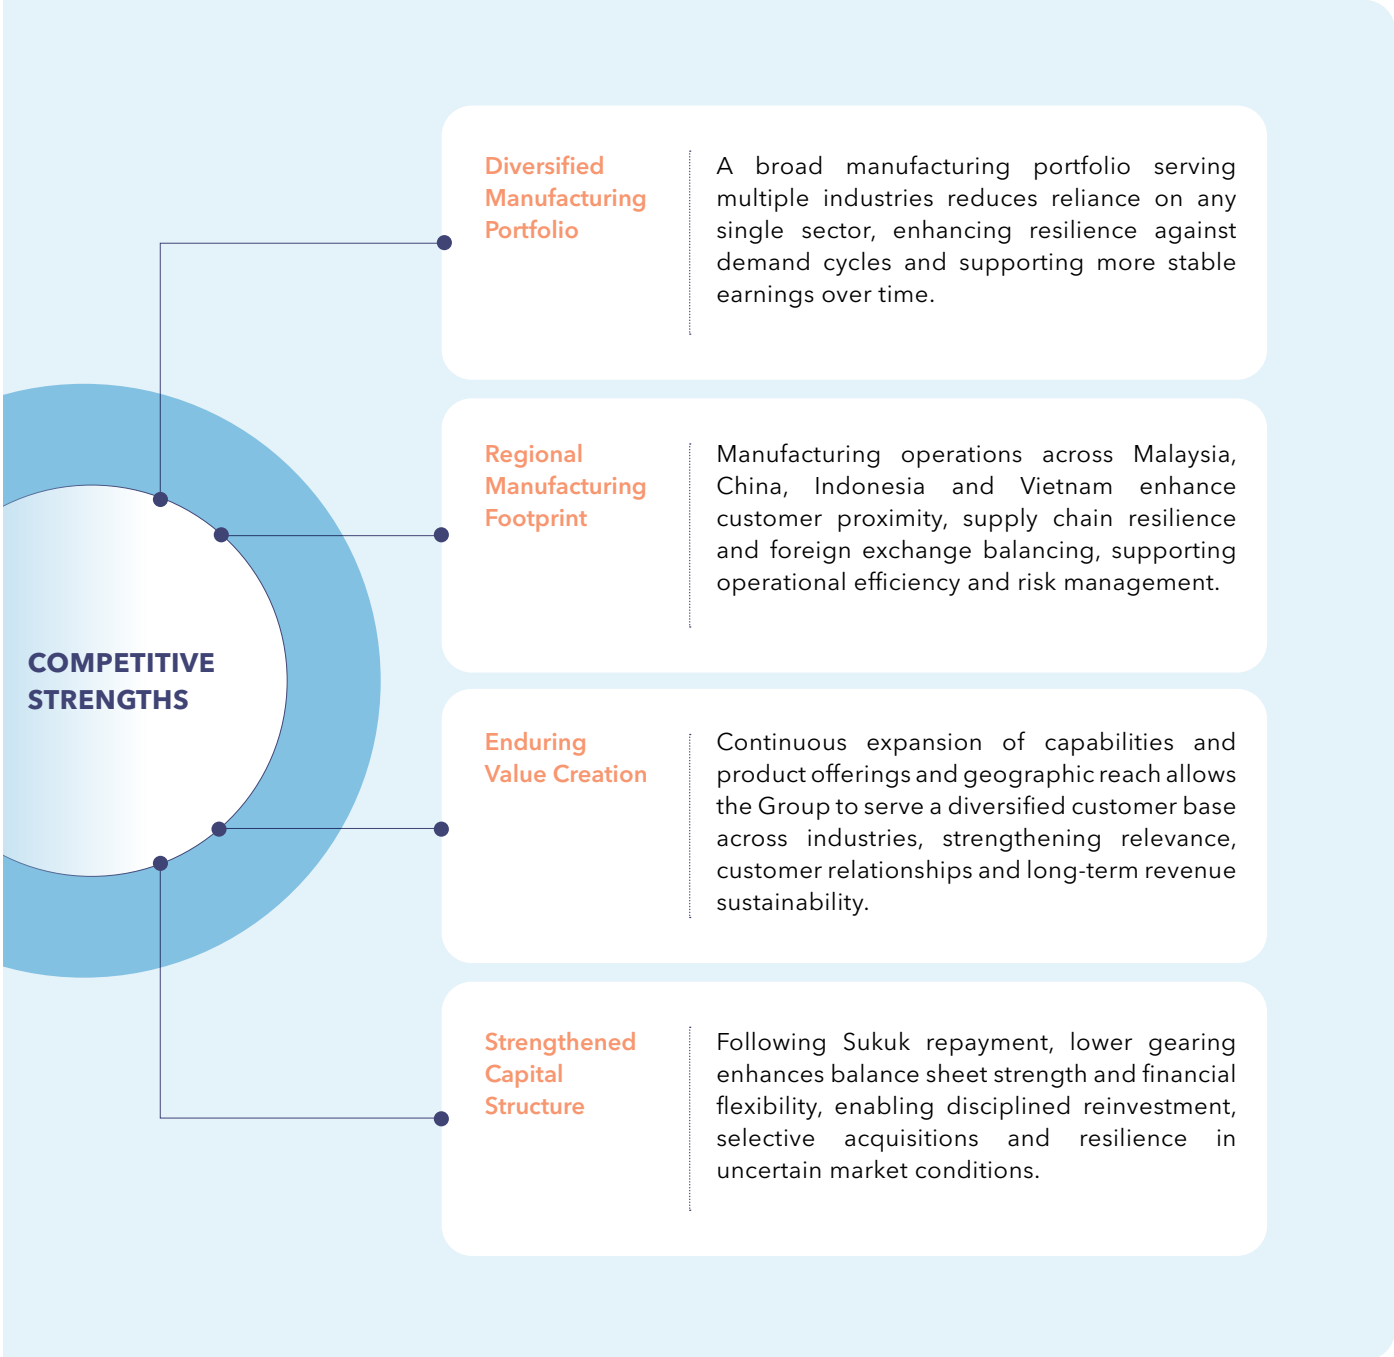 COMPETITIVE
STRENGTHS
Diversified
Manufacturing
Portfolio
A broad manufacturing portfolio serving
multiple industries reduces reliance on any
single sector, enhancing resilience against
demand cycles and supporting more stable
earnings over time.
Regional
Manufacturing
Footprint
Manufacturing operations across Malaysia,
China, Indonesia and Vietnam enhance
customer proximity, supply chain resilience
and foreign exchange balancing, supporting
operational efficiency and risk management.
Enduring
Value Creation
Continuous expansion of capabilities and
product offerings and geographic reach allows
the Group to serve a diversified customer base
across industries, strengthening relevance,
customer relationships and long-term revenue
sustainability.
Strengthened
Capital
Structure
Following Sukuk repayment, lower gearing
enhances balance sheet strength and financial
flexibility, enabling disciplined reinvestment,
selective acquisitions and resilience in
uncertain market conditions.